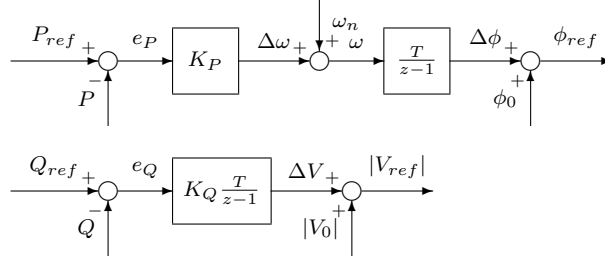 ω_n
P_ref + e_P K_P Δω + + ω T/(z−1) Δφ + φ_ref
− +
P φ_0
Q_ref + e_Q K_Q T/(z−1) ΔV + |V_ref|
− +
Q |V_0|